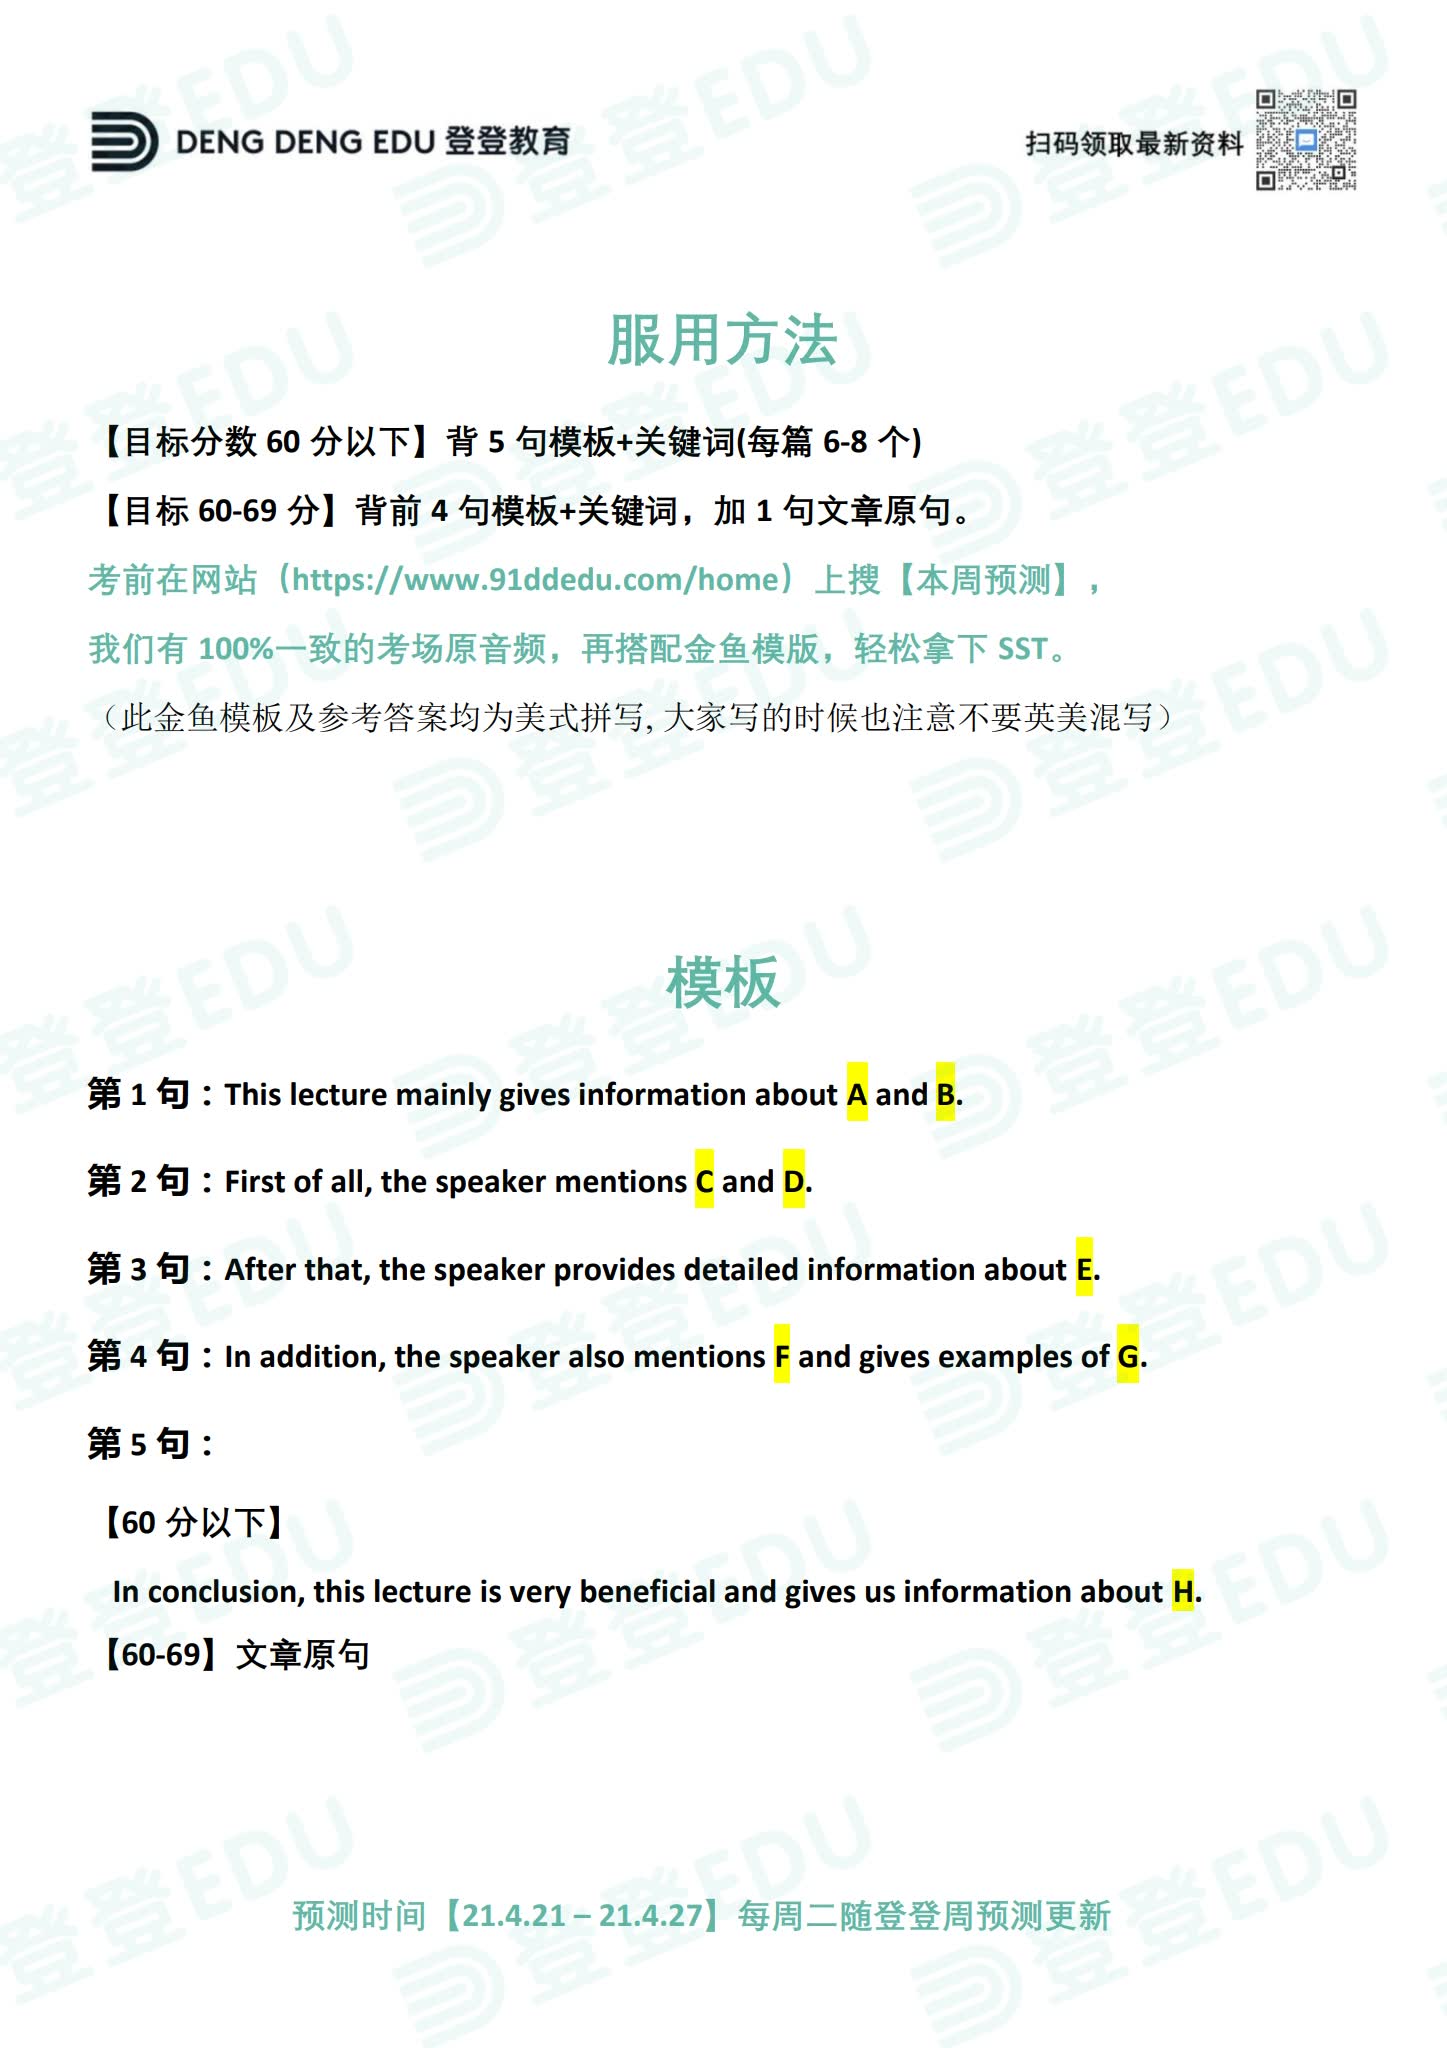 DENG DENG EDU 登登教育
扫码领取最新资料
服用方法
【目标分数 60 分以下】背 5 句模板+关键词(每篇 6-8 个)
【目标 60-69 分】背前 4 句模板+关键词，加 1 句文章原句。
考前在网站（https://www.91ddedu.com/home）上搜【本周预测】，
我们有 100%一致的考场原音频，再搭配金鱼模版，轻松拿下 SST。
（此金鱼模板及参考答案均为美式拼写, 大家写的时候也注意不要英美混写）
模板
第 1 句：This lecture mainly gives information about A and B.
第 2 句：First of all, the speaker mentions C and D.
第 3 句：After that, the speaker provides detailed information about E.
第 4 句：In addition, the speaker also mentions F and gives examples of G.
第 5 句：
【60 分以下】
In conclusion, this lecture is very beneficial and gives us information about H.
【60-69】文章原句
预测时间【21.4.21 – 21.4.27】每周二随登登周预测更新